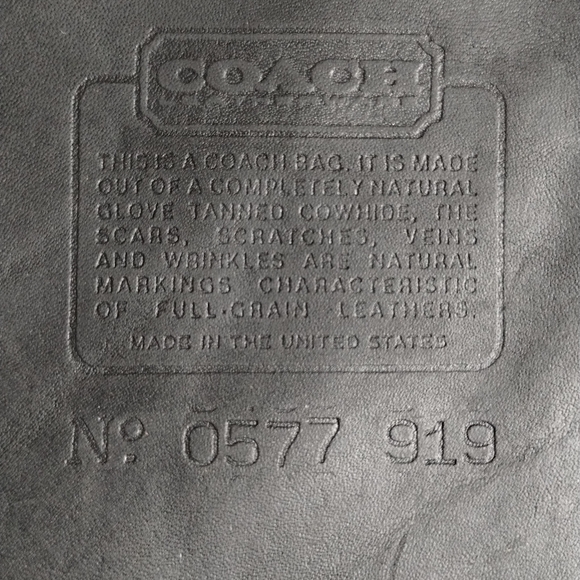 COACH
THIS IS A COACH BAG. IT IS MADE
OUT OF A COMPLETELY NATURAL
GLOVE TANNED COWHIDE, THE
SCARS, SCRATCHES, VEINS
AND WRINKLES ARE NATURAL
MARKINGS CHARACTERISTIC
OF FULL-GRAIN LEATHERS.
MADE IN THE UNITED STATES
No. 0577 919